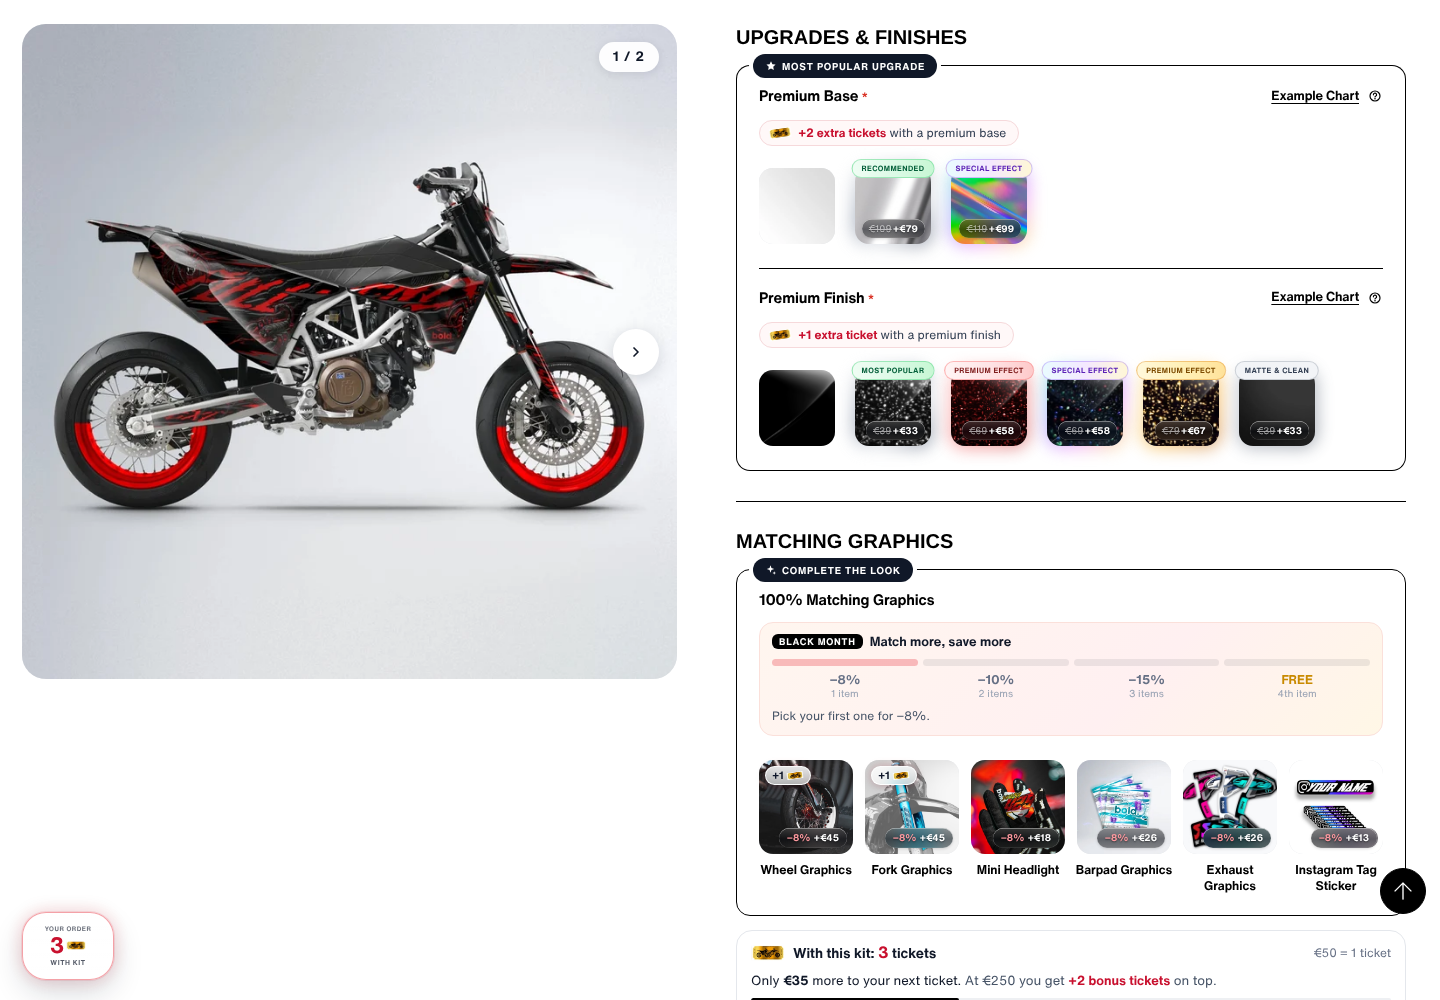 1 / 2
UPGRADES & FINISHES
MOST POPULAR UPGRADE
Premium Base *
Example Chart
+2 extra tickets with a premium base
RECOMMENDED
SPECIAL EFFECT
€109 +€79
€119 +€99
Premium Finish *
Example Chart
+1 extra ticket with a premium finish
MOST POPULAR
PREMIUM EFFECT
SPECIAL EFFECT
PREMIUM EFFECT
MATTE & CLEAN
€39 +€33
€69 +€58
€69 +€58
€79 +€67
€39 +€33
MATCHING GRAPHICS
COMPLETE THE LOOK
100% Matching Graphics
BLACK MONTH Match more, save more
−8%
−10%
−15%
FREE
1 item
2 items
3 items
4th item
Pick your first one for −8%.
+1
+1
bold
YOUR NAME
−8% +€45
−8% +€45
−8% +€18
−8% +€26
−8% +€26
−8% +€13
Wheel Graphics
Fork Graphics
Mini Headlight
Barpad Graphics
Exhaust
Graphics
Instagram Tag
Sticker
YOUR ORDER
3
WITH KIT
With this kit: 3 tickets
€50 = 1 ticket
Only €35 more to your next ticket. At €250 you get +2 bonus tickets on top.